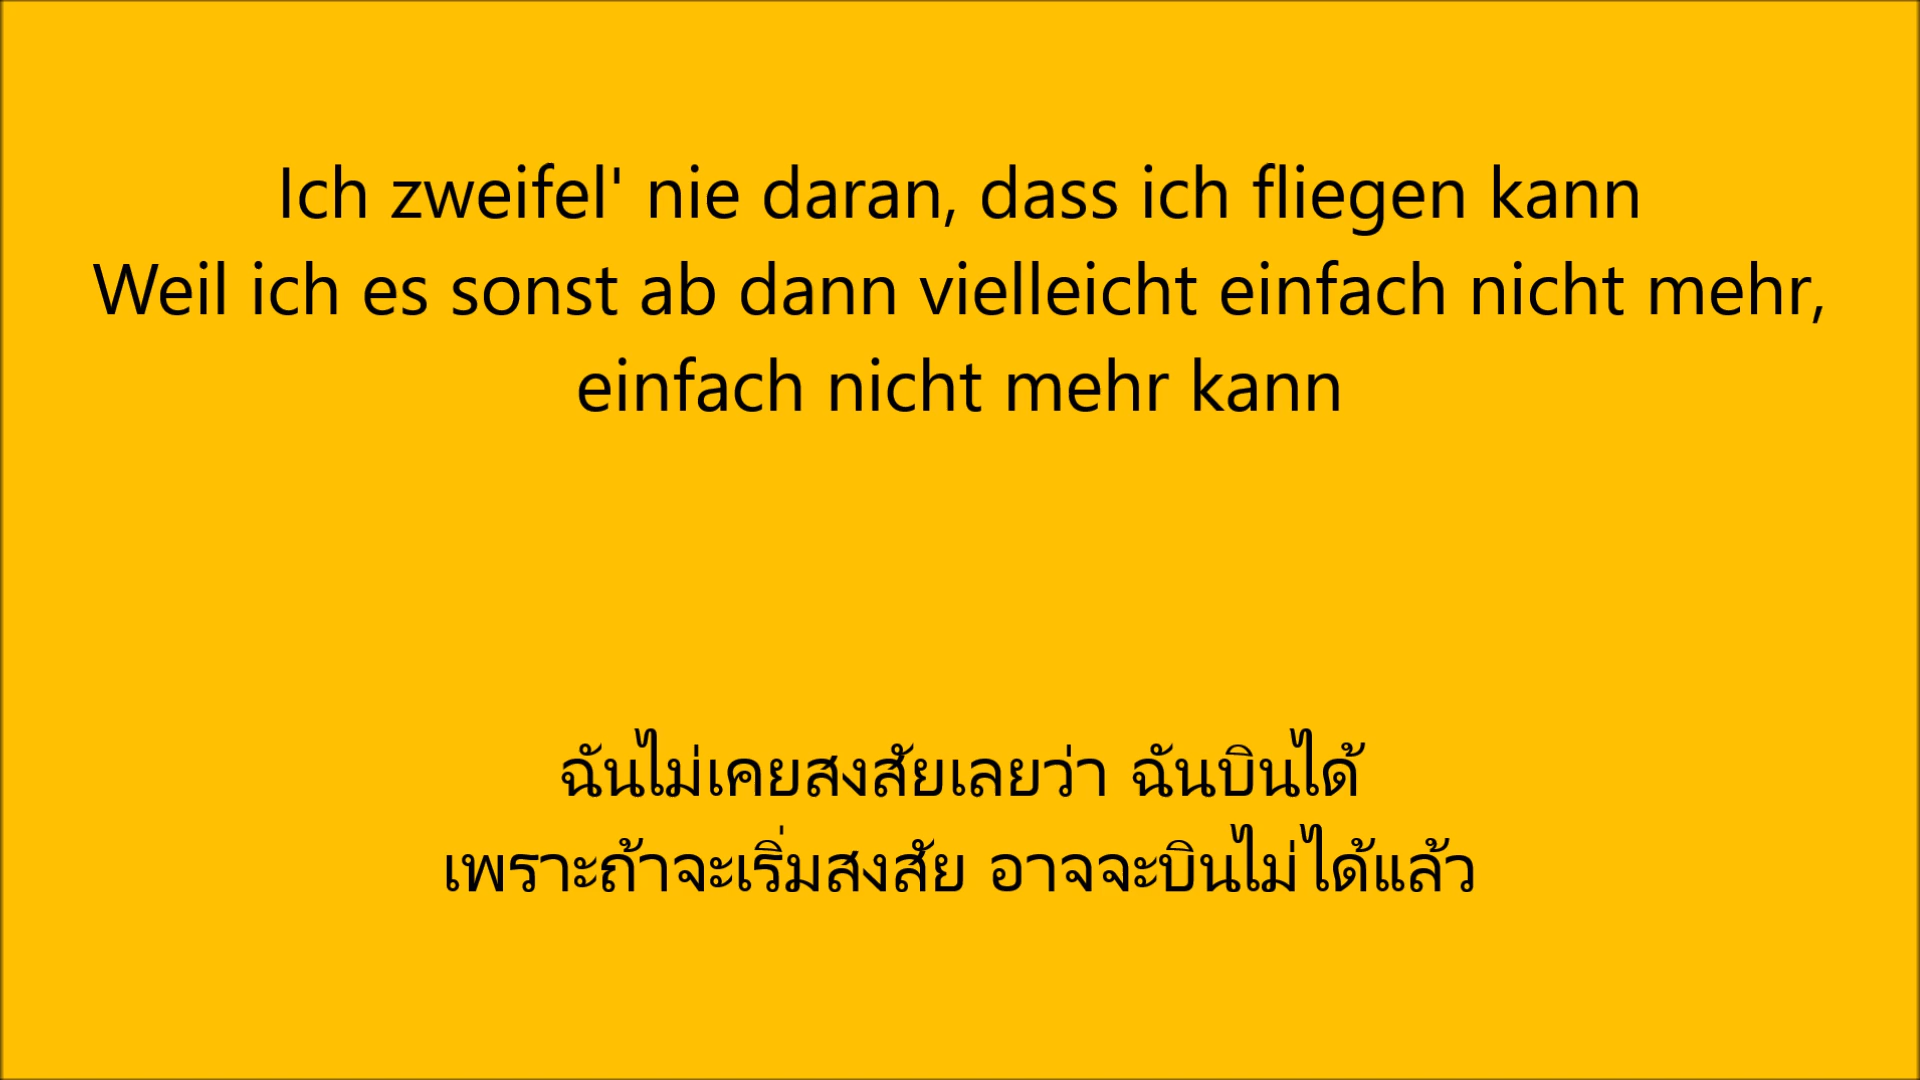 Ich zweifel' nie daran, dass ich fliegen kann
Weil ich es sonst ab dann vielleicht einfach nicht mehr,
einfach nicht mehr kann
ฉันไม่เคยสงสัยเลยว่า ฉันบินได้
เพราะถ้าจะเริ่มสงสัย อาจจะบินไม่ได้แล้ว